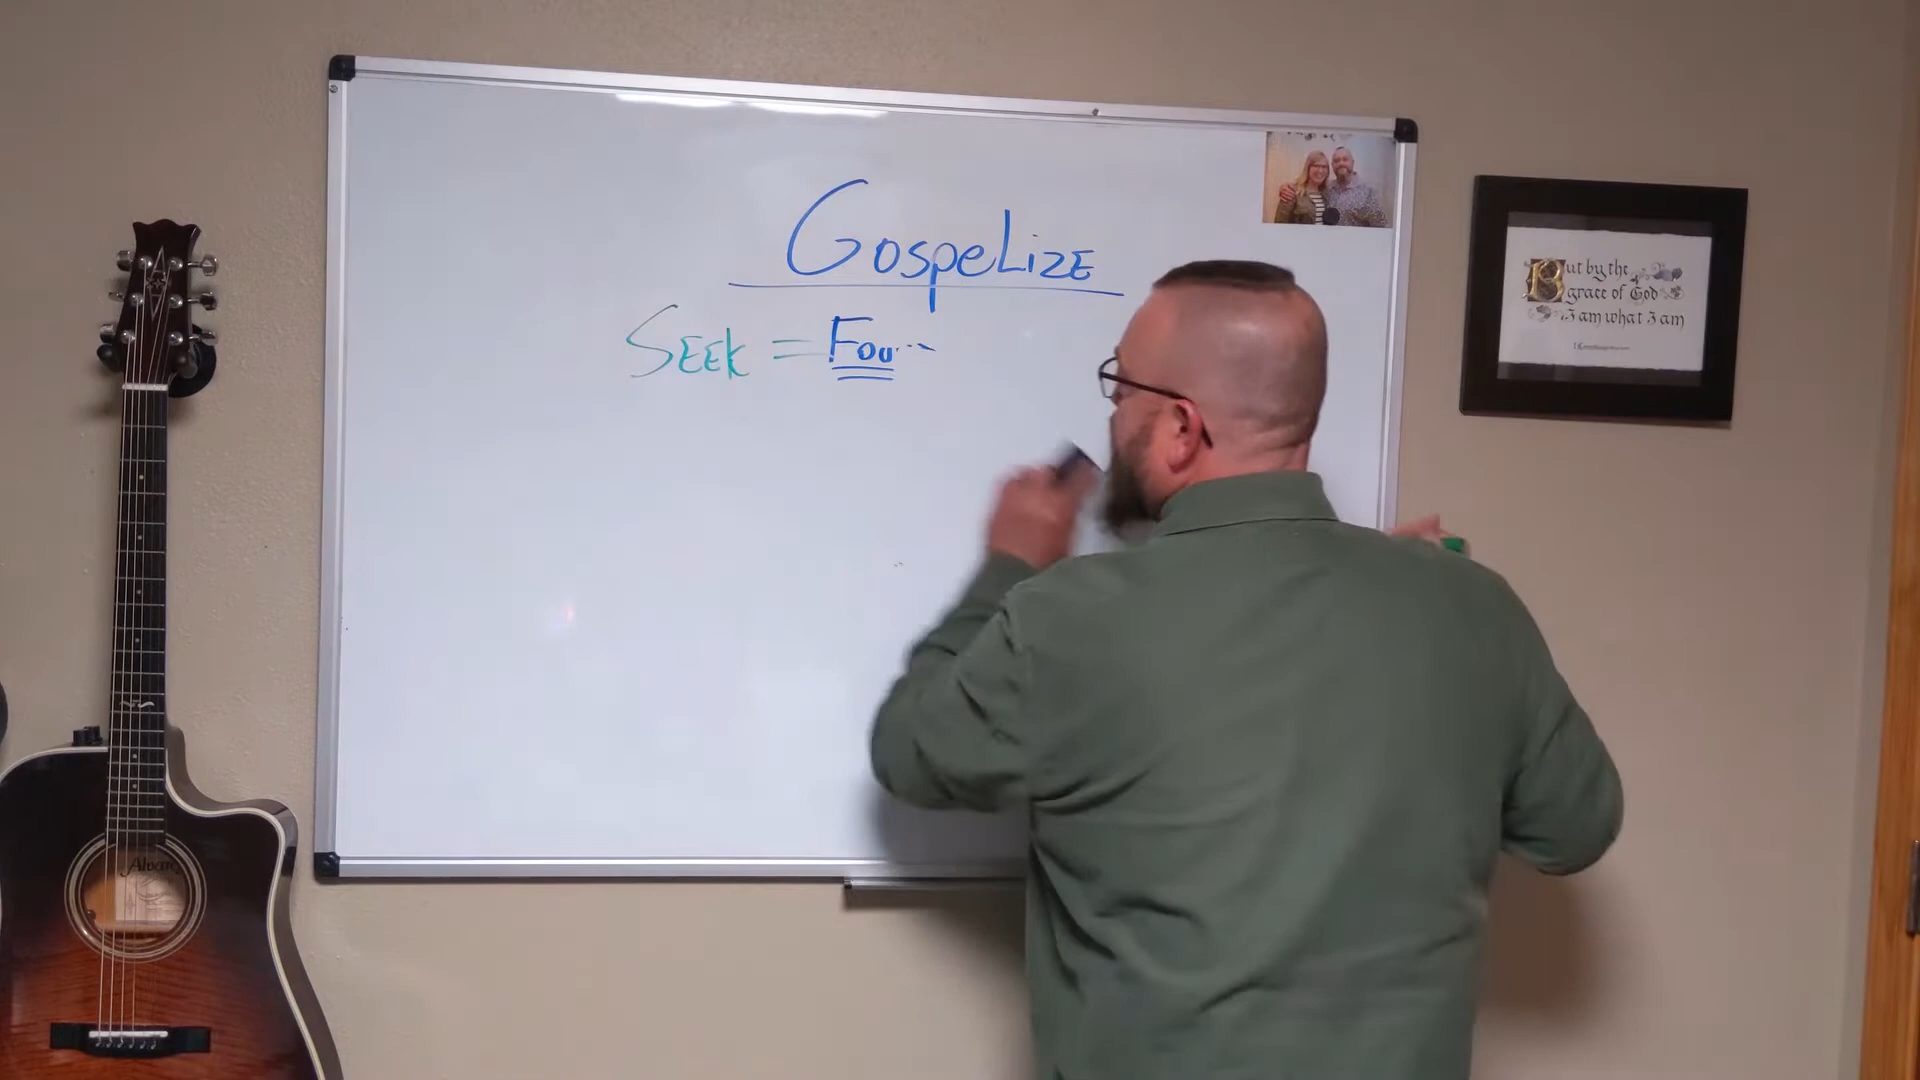 GospeLize
SEEK = Fou
But by the
grace of God
I am what I am
Alvarez